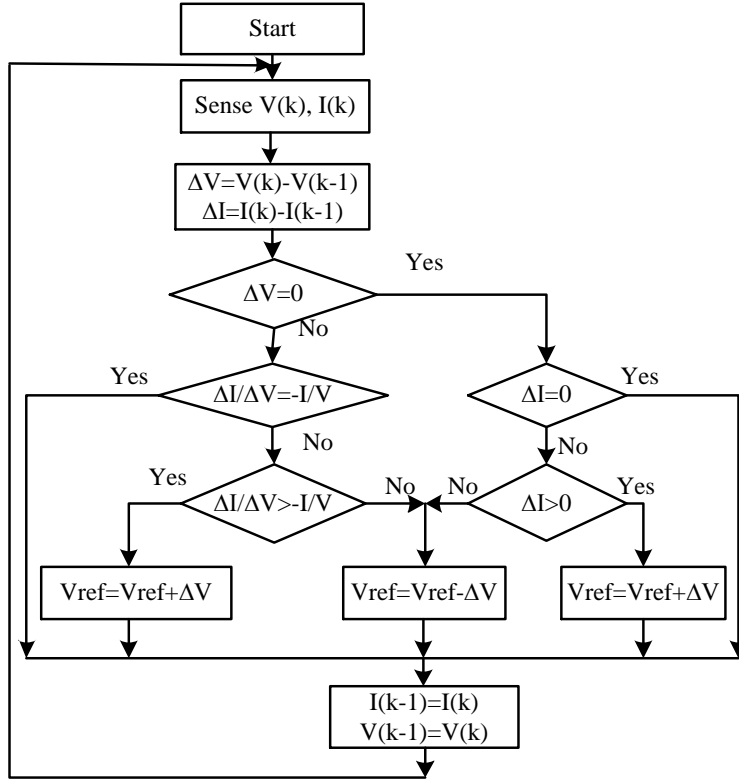 Start
Sense V(k), I(k)
ΔV=V(k)-V(k-1)
ΔI=I(k)-I(k-1)
Yes
ΔV=0
No
Yes
ΔI/ΔV=-I/V
ΔI=0
Yes
No
No
Yes
ΔI/ΔV>-I/V
No
No
ΔI>0
Yes
Vref=Vref+ΔV
Vref=Vref-ΔV
Vref=Vref+ΔV
I(k-1)=I(k)
V(k-1)=V(k)